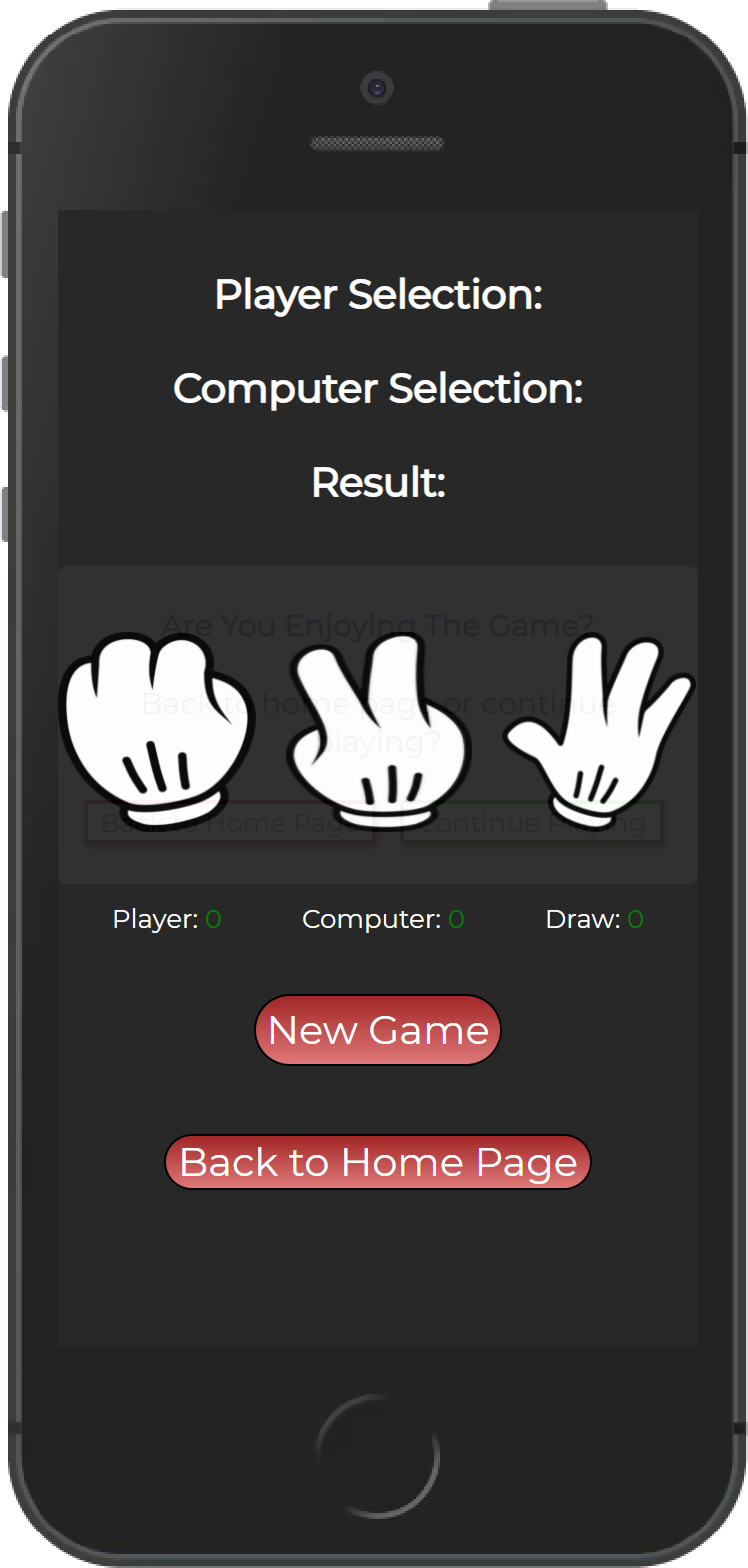 Player Selection:
Computer Selection:
Result:
Are You Enjoying The Game?
Back to home page or continue
playing?
Back to Home Page
Continue Playing
Player: 0
Computer: 0
Draw: 0
New Game
Back to Home Page